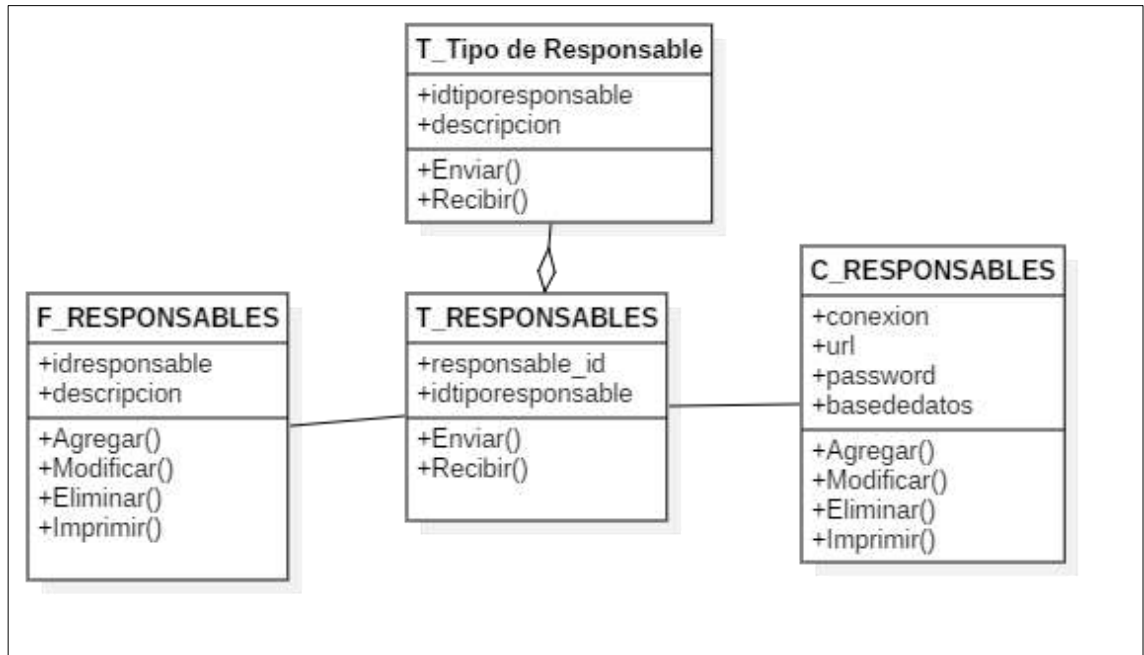 T_Tipo de Responsable
+idtiporesponsable
+descripcion
+Enviar()
+Recibir()
F_RESPONSABLES
+idresponsable
+descripcion
+Agregar()
+Modificar()
+Eliminar()
+Imprimir()
T_RESPONSABLES
+responsable_id
+idtiporesponsable
+Enviar()
+Recibir()
C_RESPONSABLES
+conexion
+url
+password
+basededatos
+Agregar()
+Modificar()
+Eliminar()
+Imprimir()